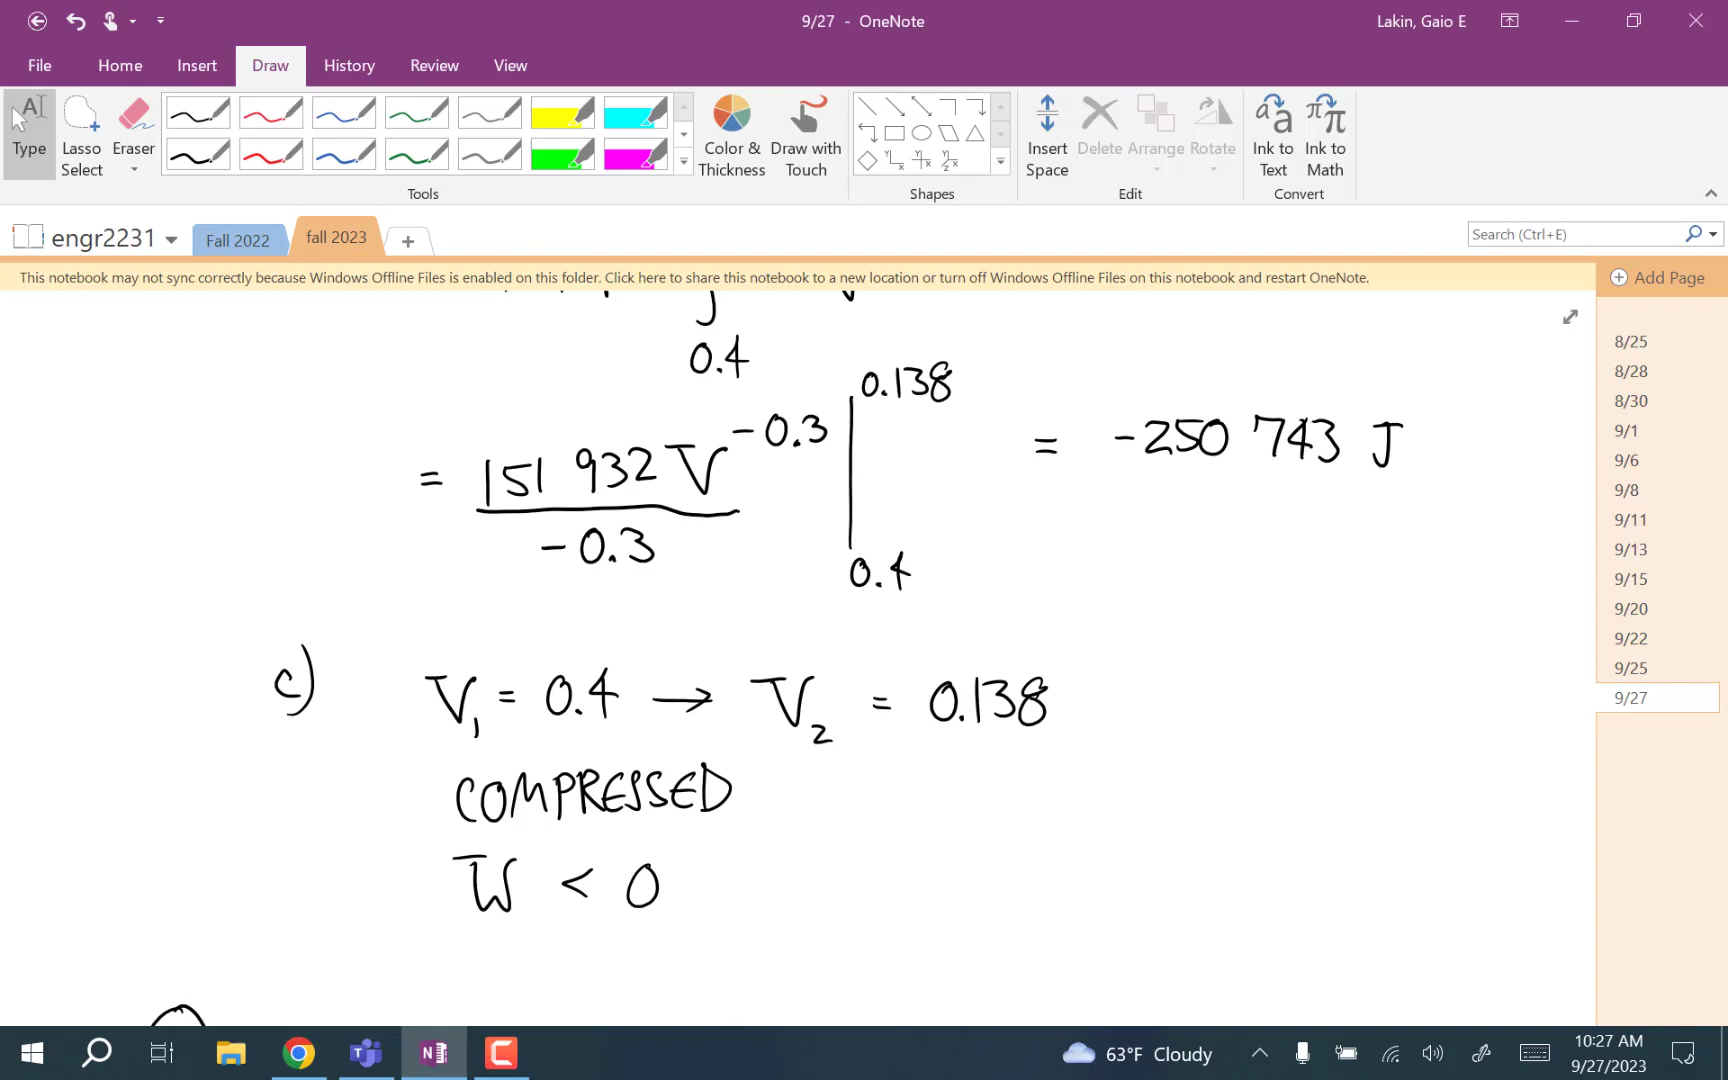 9/27 - OneNote
Lakin, Gaio E
File Home Insert Draw History Review View
Type
Lasso Select
Eraser
Color & Thickness
Draw with Touch
Insert Space
Delete
Arrange
Rotate
Ink to Text
Ink to Math
Tools
Shapes
Edit
Convert
engr2231
Fall 2022
fall 2023
Search (Ctrl+E)
This notebook may not sync correctly because Windows Offline Files is enabled on this folder. Click here to share this notebook to a new location or turn off Windows Offline Files on this notebook and restart OneNote.
Add Page
8/25
8/28
8/30
9/1
9/6
9/8
9/11
9/13
9/15
9/20
9/22
9/25
9/27
0.4
= 151 932 V^-0.3 / -0.3 | 0.138 0.4 = -250 743 J
c) V₁ = 0.4 → V₂ = 0.138
COMPRESSED
W < 0
63°F Cloudy
10:27 AM
9/27/2023